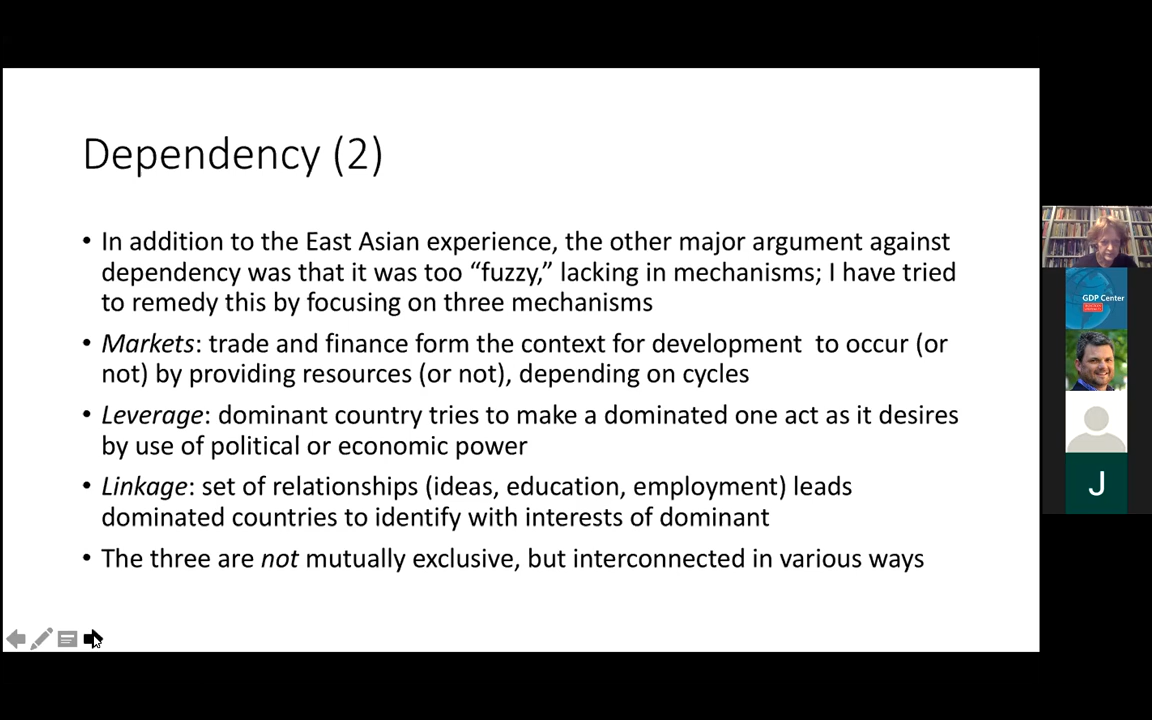 Dependency (2)
• In addition to the East Asian experience, the other major argument against
dependency was that it was too “fuzzy,” lacking in mechanisms; I have tried
to remedy this by focusing on three mechanisms
• Markets: trade and finance form the context for development  to occur (or
not) by providing resources (or not), depending on cycles
• Leverage: dominant country tries to make a dominated one act as it desires
by use of political or economic power
• Linkage: set of relationships (ideas, education, employment) leads
dominated countries to identify with interests of dominant
• The three are not mutually exclusive, but interconnected in various ways
GDP Center
J